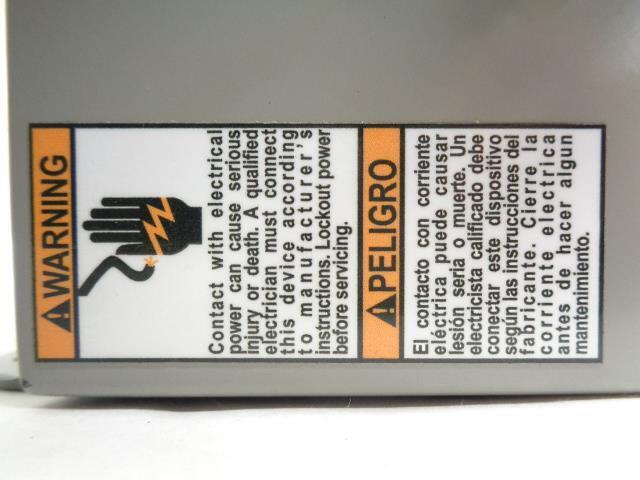 WARNING
Contact with electrical
power can cause serious
injury or death. A qualified
electrician must connect
this device according
to manufacturer's
instructions. Lockout power
before servicing.
PELIGRO
El contacto con corriente
eléctrica puede causar
lesión seria o muerte. Un
electricista calificado debe
conectar este dispositivo
según las instrucciones del
fabricante. Cierre la
corriente electrica
antes de hacer algun
mantenimiento.